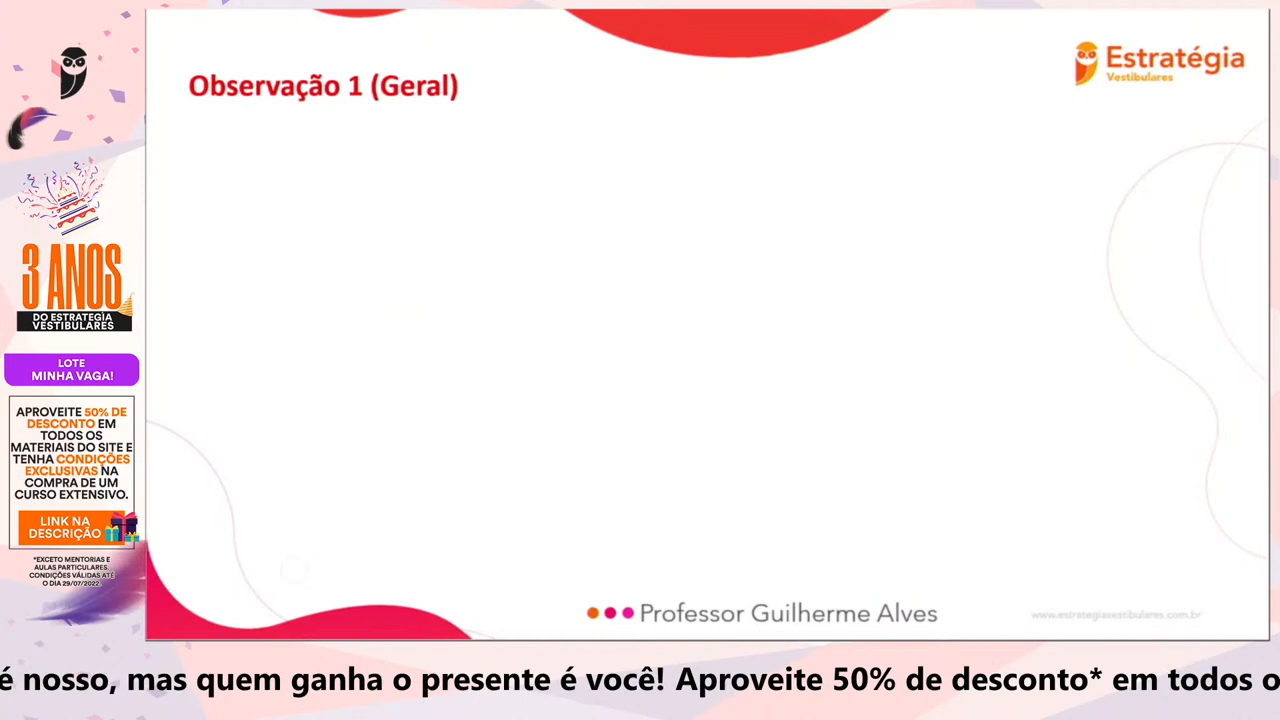 Observação 1 (Geral)
Estratégia
Vestibulares
3 ANOS
DO ESTRATEGIA
VESTIBULARES
LOTE
MINHA VAGA!
APROVEITE 50% DE
DESCONTO EM
TODOS OS
MATERIAIS DO SITE E
TENHA CONDIÇÕES
EXCLUSIVAS NA
COMPRA DE UM
CURSO EXTENSIVO.
LINK NA
DESCRIÇÃO
*EXCETO MENTORIAS E
AULAS PARTICULARES.
CONDIÇÕES VÁLIDAS ATÉ
O DIA 29/07/2022.
Professor Guilherme Alves
www.estrategiavestibulares.com.br
é nosso, mas quem ganha o presente é você! Aproveite 50% de desconto* em todos o